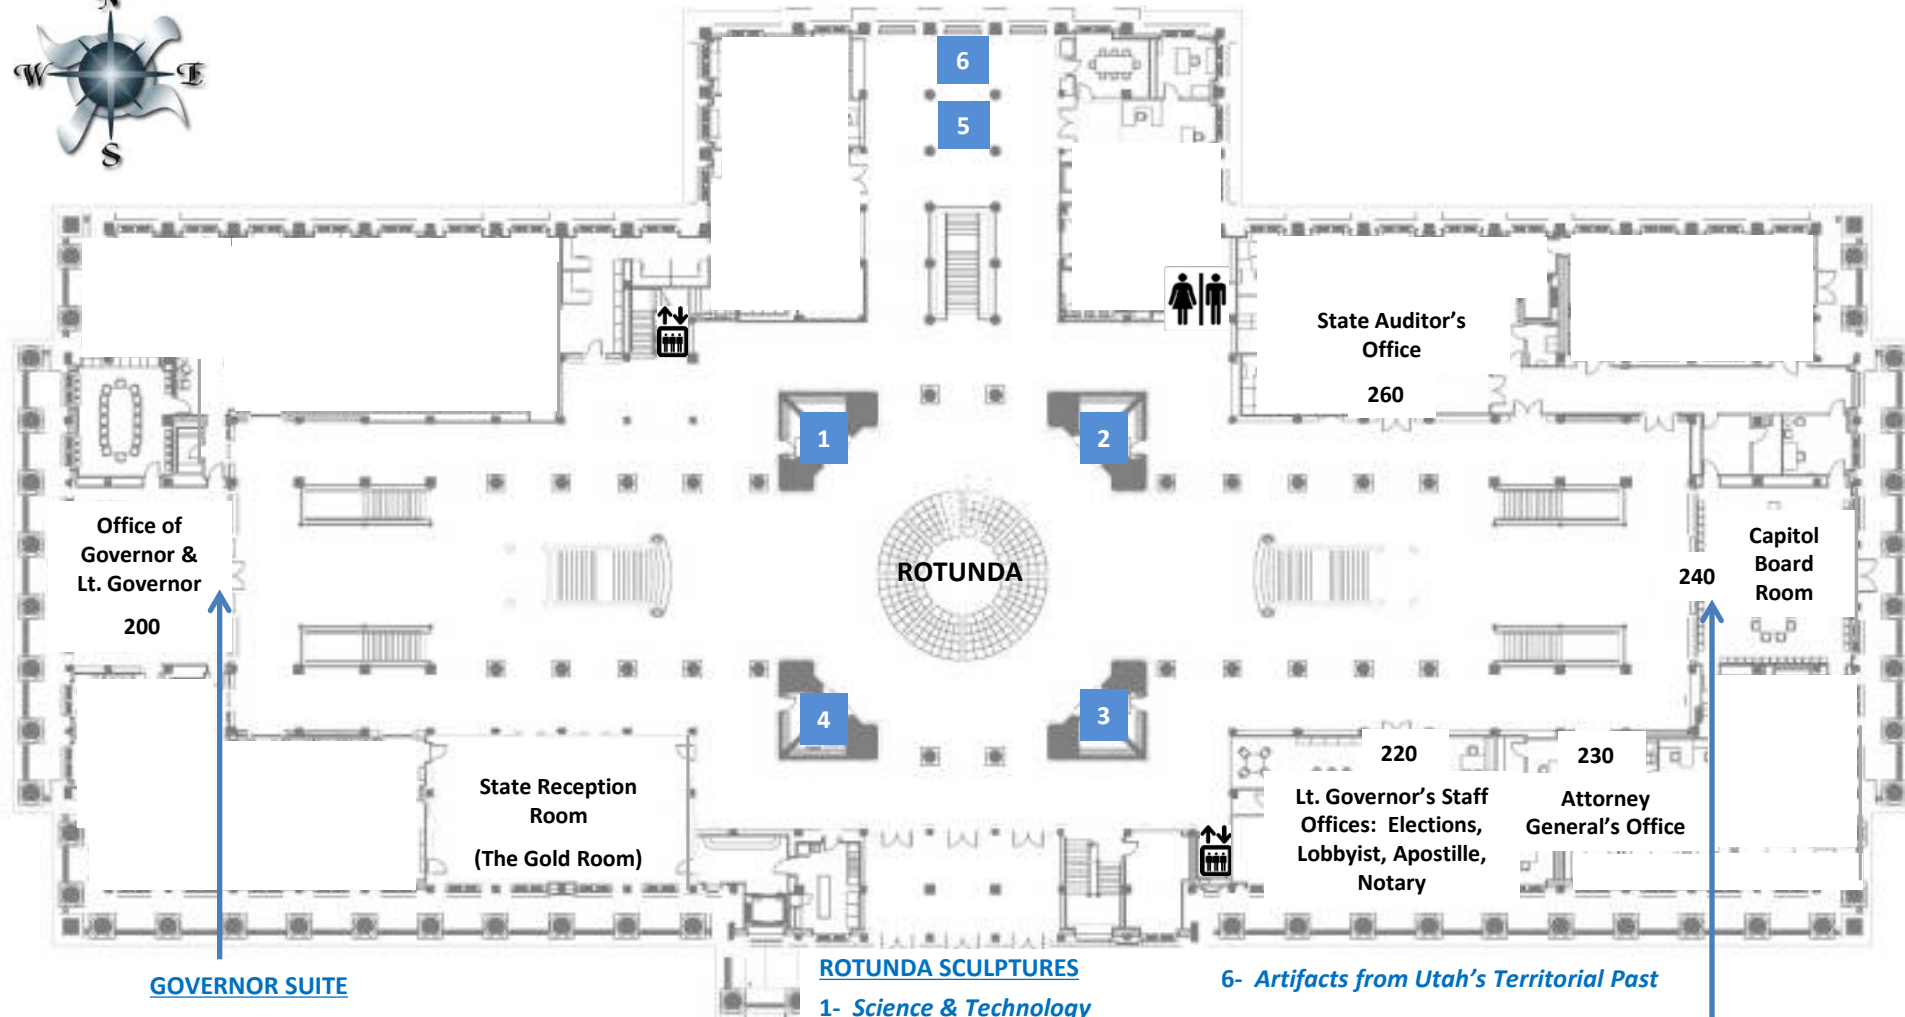 N
W
E
S
6
5
State Auditor's
Office
260
1
2
Office of
Governor &
Lt. Governor
200
ROTUNDA
240
Capitol
Board
Room
4
3
State Reception
Room
(The Gold Room)
220
Lt. Governor's Staff
Offices: Elections,
Lobbyist, Apostille,
Notary
230
Attorney
General's Office
GOVERNOR SUITE
ROTUNDA SCULPTURES
1- Science & Technology
6- Artifacts from Utah's Territorial Past